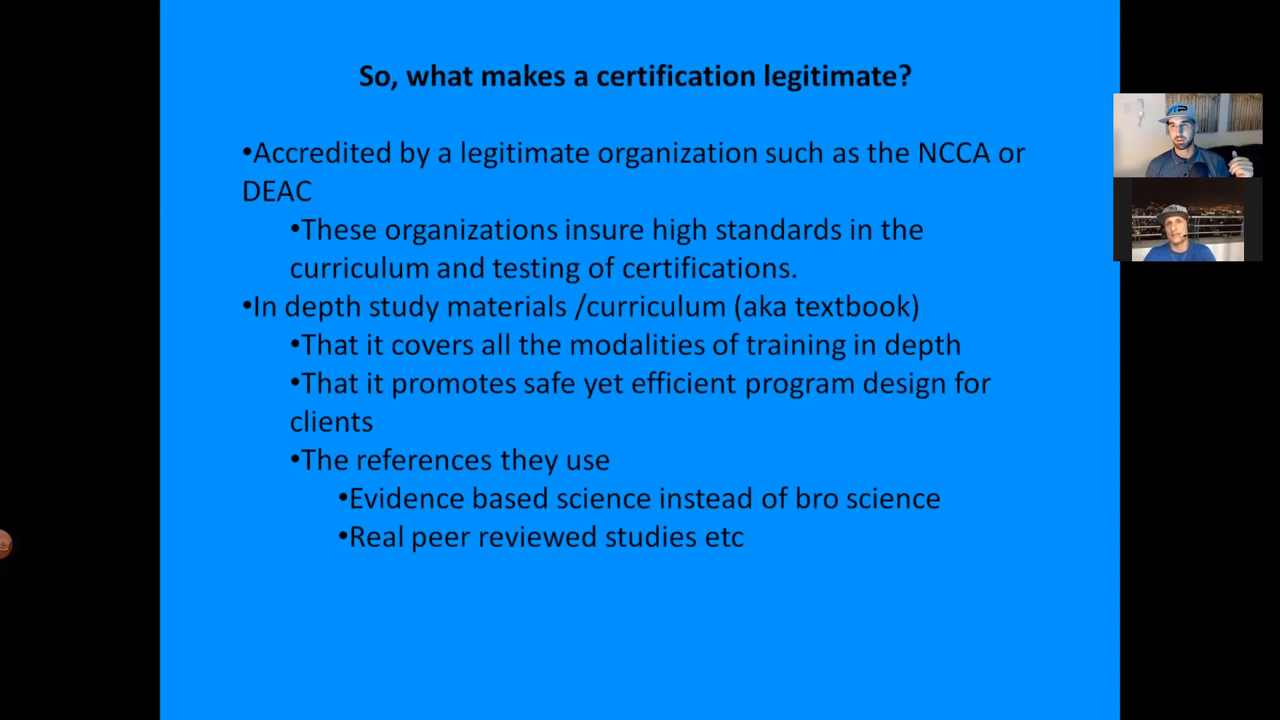 So, what makes a certification legitimate?
•Accredited by a legitimate organization such as the NCCA or
DEAC
•These organizations insure high standards in the
curriculum and testing of certifications.
•In depth study materials /curriculum (aka textbook)
•That it covers all the modalities of training in depth
•That it promotes safe yet efficient program design for
clients
•The references they use
•Evidence based science instead of bro science
•Real peer reviewed studies etc